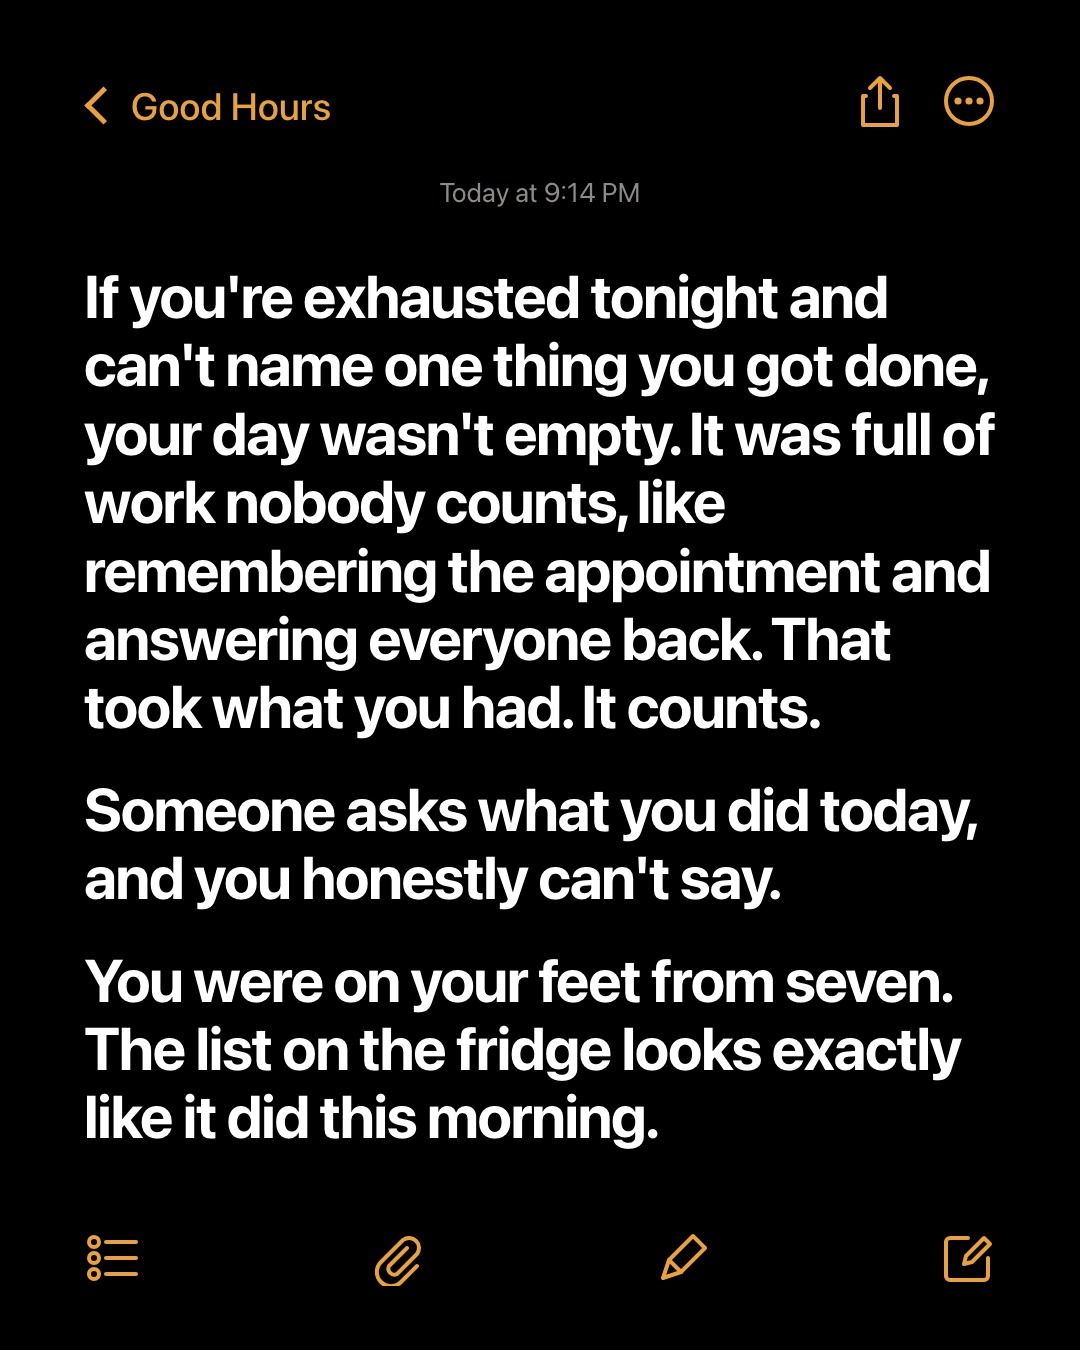 Good Hours
Today at 9:14 PM
If you're exhausted tonight and
can't name one thing you got done,
your day wasn't empty. It was full of
work nobody counts, like
remembering the appointment and
answering everyone back. That
took what you had. It counts.
Someone asks what you did today,
and you honestly can't say.
You were on your feet from seven.
The list on the fridge looks exactly
like it did this morning.